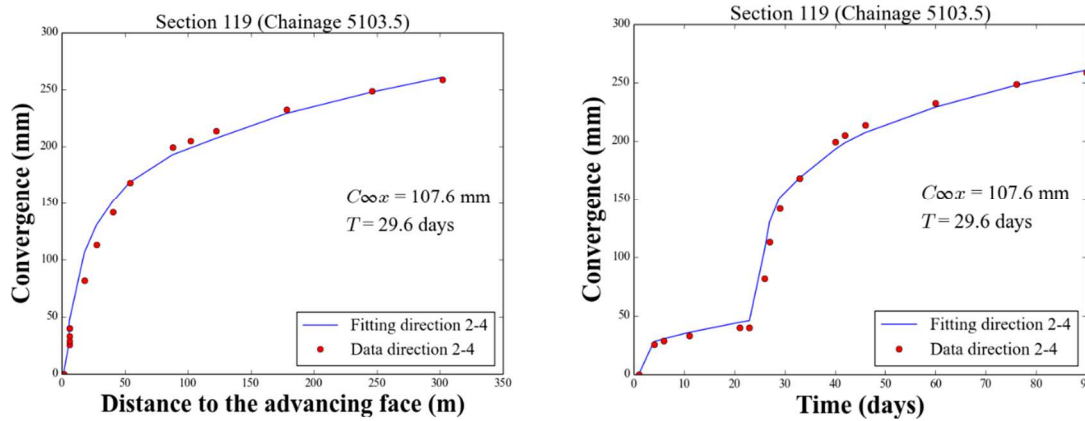 Section 119 (Chainage 5103.5)
300
250
200
150
100
50
0
Convergence (mm)
C∞x = 107.6 mm
T = 29.6 days
Fitting direction 2-4
Data direction 2-4
0 50 100 150 200 250 300 350
Distance to the advancing face (m)
Section 119 (Chainage 5103.5)
300
250
200
150
100
50
0
Convergence (mm)
C∞x = 107.6 mm
T = 29.6 days
Fitting direction 2-4
Data direction 2-4
0 10 20 30 40 50 60 70 80 9
Time (days)